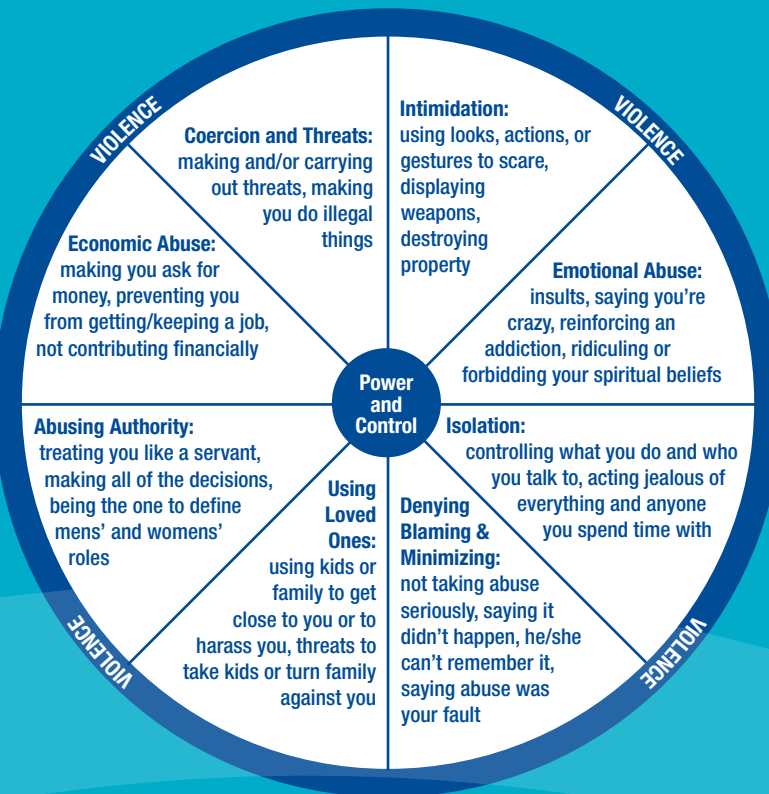 VIOLENCE
VIOLENCE
Coercion and Threats:
making and/or carrying
out threats, making
you do illegal
things
Intimidation:
using looks, actions, or
gestures to scare,
displaying
weapons,
destroying
property
Economic Abuse:
making you ask for
money, preventing you
from getting/keeping a job,
not contributing financially
Emotional Abuse:
insults, saying you're
crazy, reinforcing an
addiction, ridiculing or
forbidding your spiritual beliefs
Power
and
Control
Abusing Authority:
treating you like a servant,
making all of the decisions,
being the one to define
mens' and womens'
roles
Isolation:
controlling what you do and who
you talk to, acting jealous of
everything and anyone
you spend time with
Using
Loved
Ones:
using kids or
family to get
close to you or to
harass you, threats to
take kids or turn family
against you
Denying
Blaming &
Minimizing:
not taking abuse
seriously, saying it
didn't happen, he/she
can't remember it,
saying abuse was
your fault
VIOLENCE
VIOLENCE